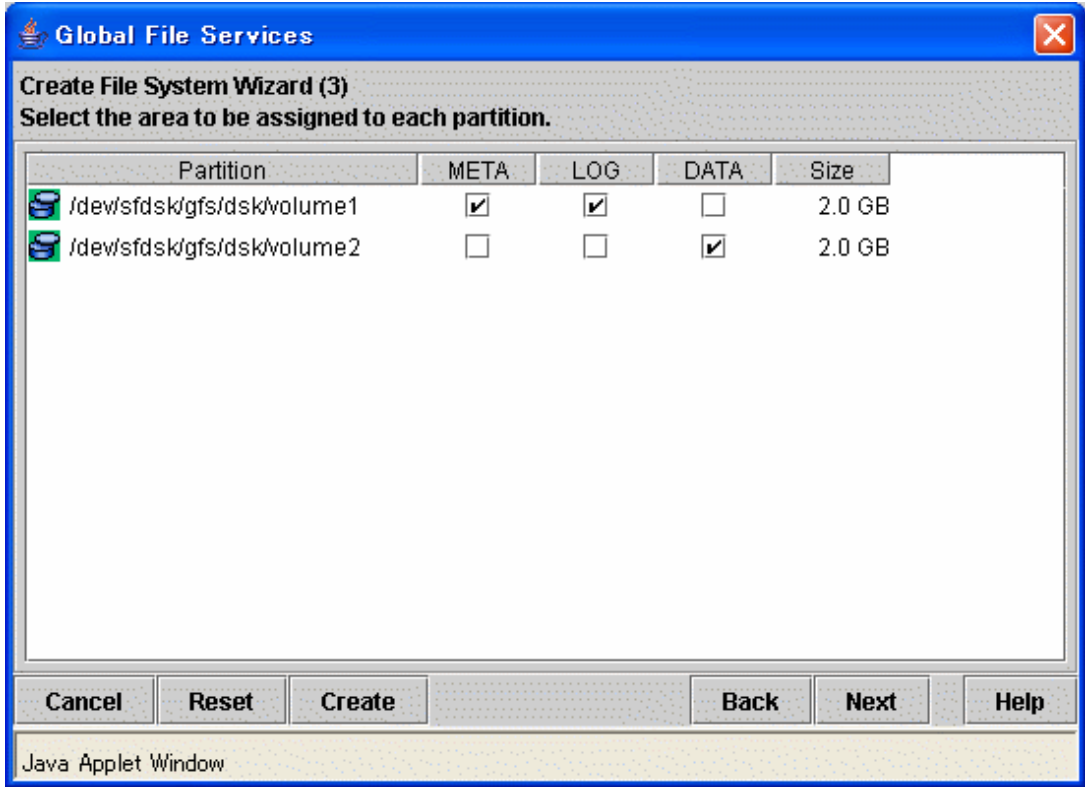 Global File Services
Create File System Wizard (3)
Select the area to be assigned to each partition.
Partition META LOG DATA Size
/dev/sfdsk/gfs/dsk/volume1 2.0 GB
/dev/sfdsk/gfs/dsk/volume2 2.0 GB
Cancel Reset Create Back Next Help
Java Applet Window